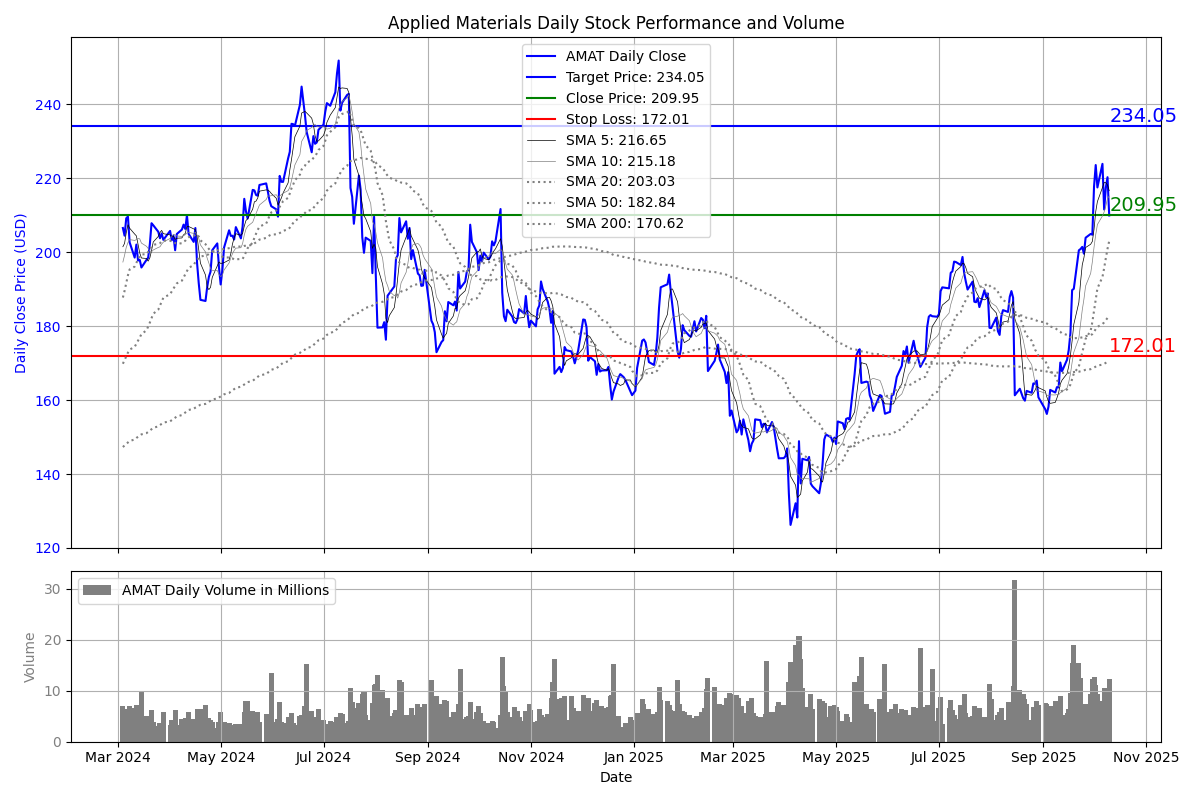 Applied Materials Daily Stock Performance and Volume
AMAT Daily Close
Target Price: 234.05
Close Price: 209.95
Stop Loss: 172.01
SMA 5: 216.65
SMA 10: 215.18
SMA 20: 203.03
SMA 50: 182.84
SMA 200: 170.62
234.05
209.95
172.01
Daily Close Price (USD)
240
220
200
180
160
140
120
AMAT Daily Volume in Millions
Volume
30
20
10
0
Mar 2024 May 2024 Jul 2024 Sep 2024 Nov 2024 Jan 2025 Mar 2025 May 2025 Jul 2025 Sep 2025 Nov 2025
Date